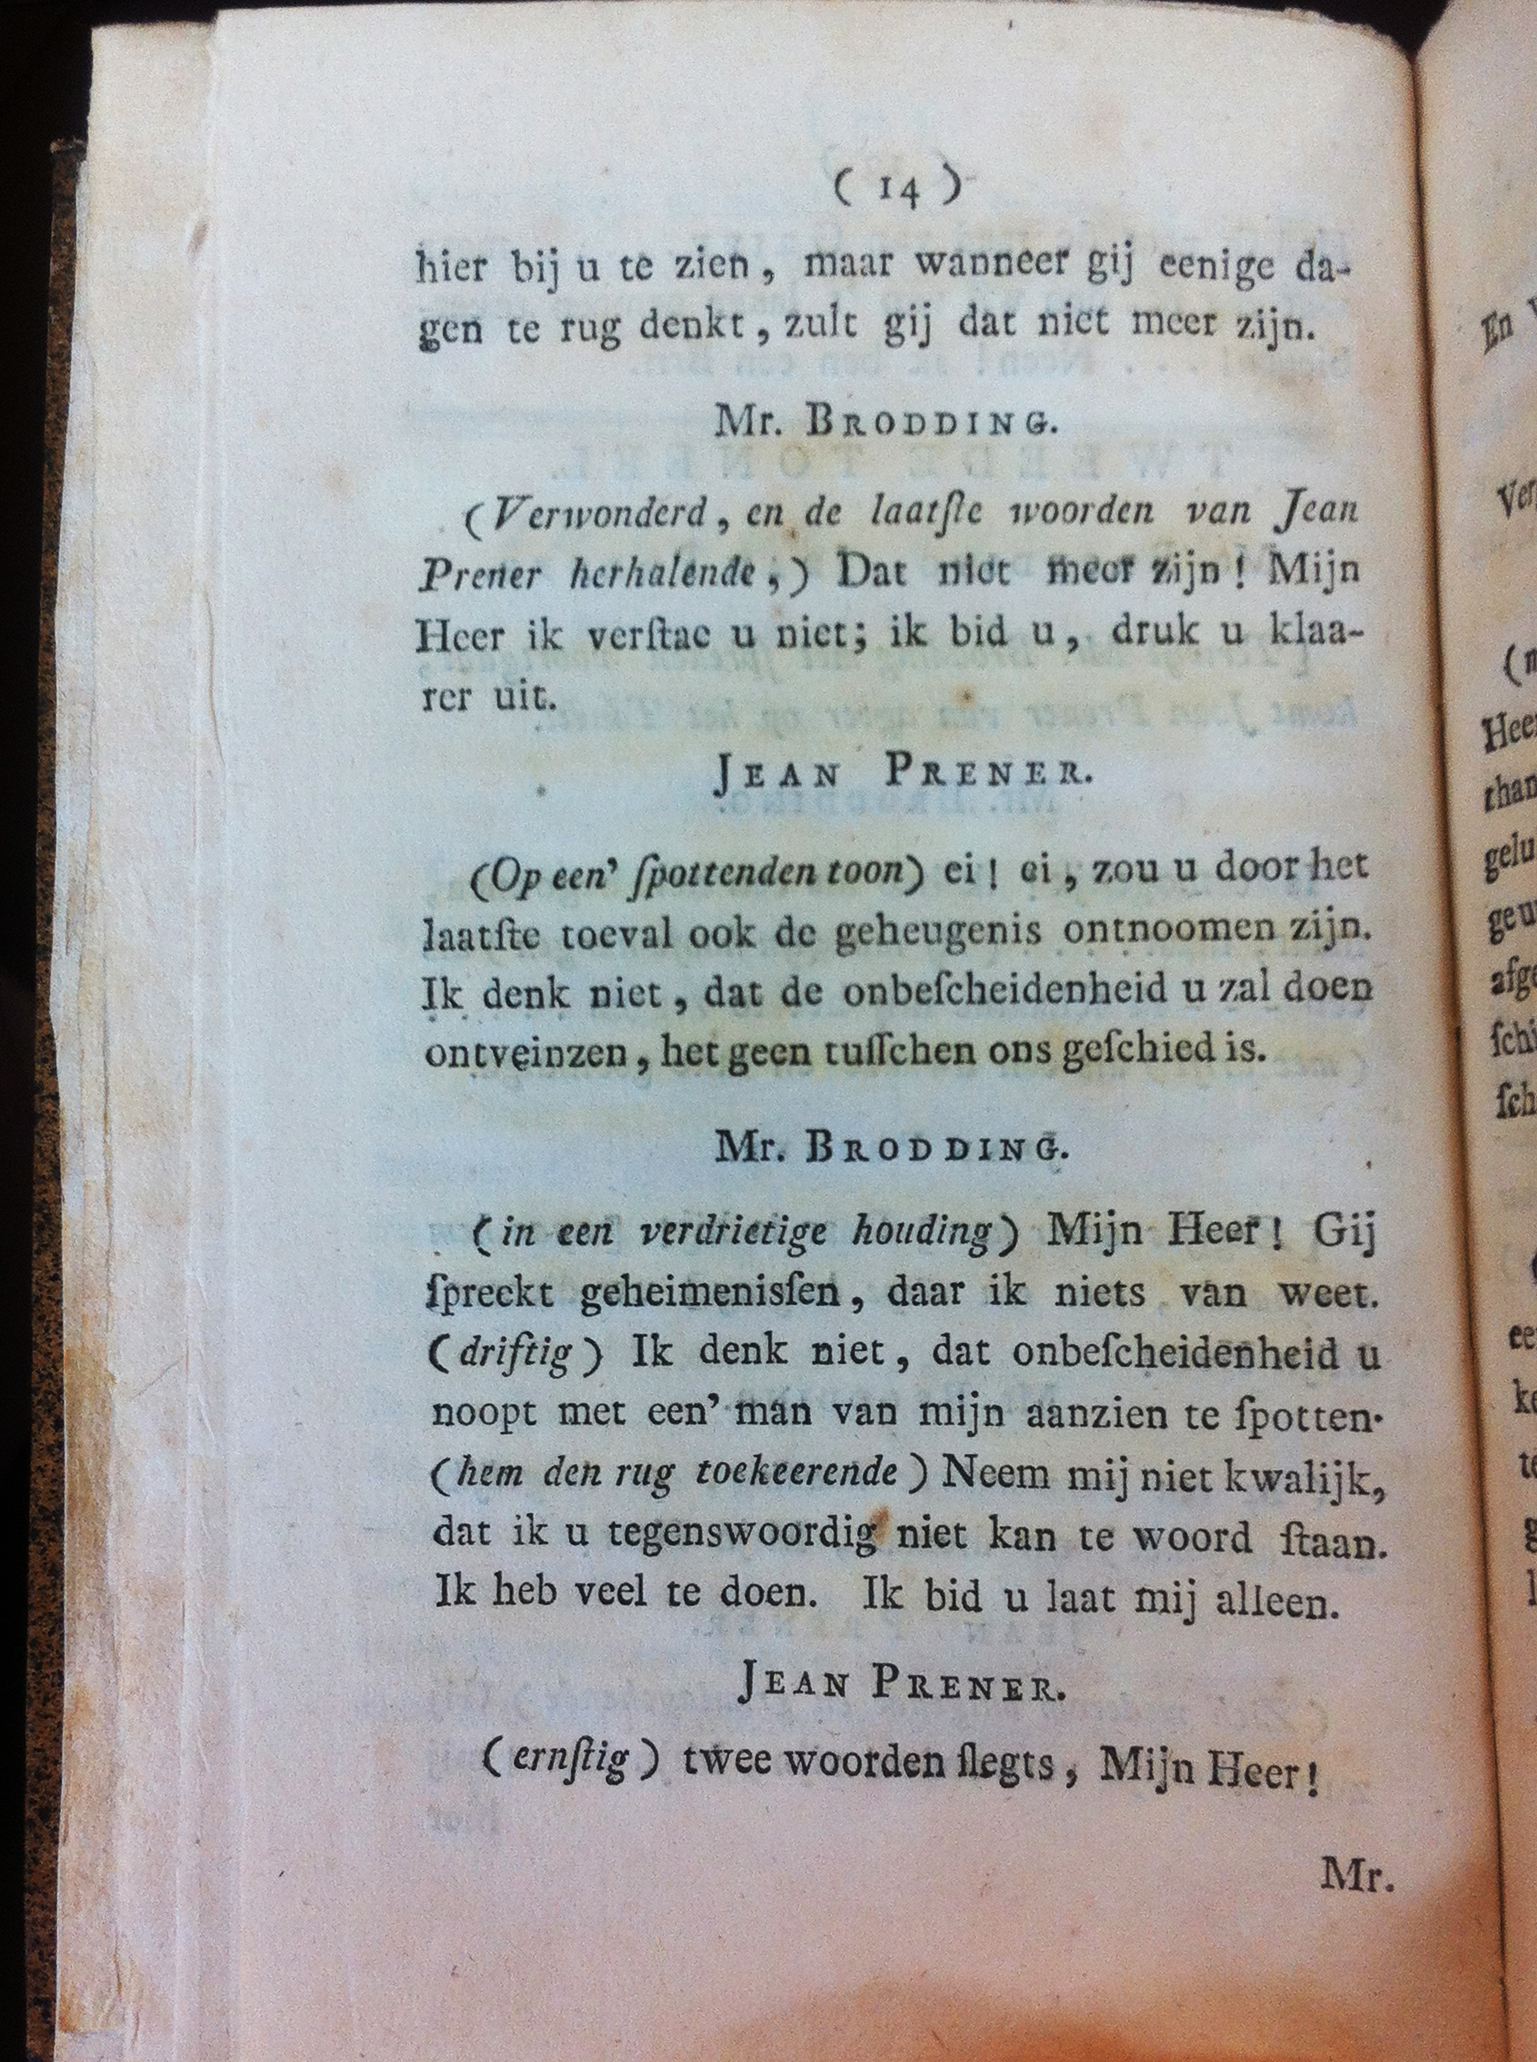 ( 14 )
hier bij u te zien, maar wanneer gij eenige da-
gen te rug denkt, zult gij dat niet meer zijn.
Mr. BRODDING.
(Verwonderd, en de laatſte woorden van Jean
Prener herhalende,) Dat niet meer zijn! Mijn
Heer ik verſtae u niet; ik bid u, druk u klaa-
rer uit.
JEAN PRENER.
(Op een' ſpottenden toon) ei! ei, zou u door het
laatſte toeval ook de geheugenis ontnoomen zijn.
Ik denk niet, dat de onbeſcheidenheid u zal doen
ontveinzen, het geen tuſſchen ons geſchied is.
Mr. BRODDING.
(in een verdrietige houding) Mijn Heer! Gij
ſpreekt geheimenisſen, daar ik niets van weet.
(driftig) Ik denk niet, dat onbeſcheidenheid u
noopt met een' man van mijn aanzien te ſpotten.
(hem den rug toekeerende) Neem mij niet kwalijk,
dat ik u tegenswoordig niet kan te woord ſtaan.
Ik heb veel te doen. Ik bid u laat mij alleen.
JEAN PRENER.
(ernſtig) twee woorden ſlegts, Mijn Heer!
Mr.
En
Heer